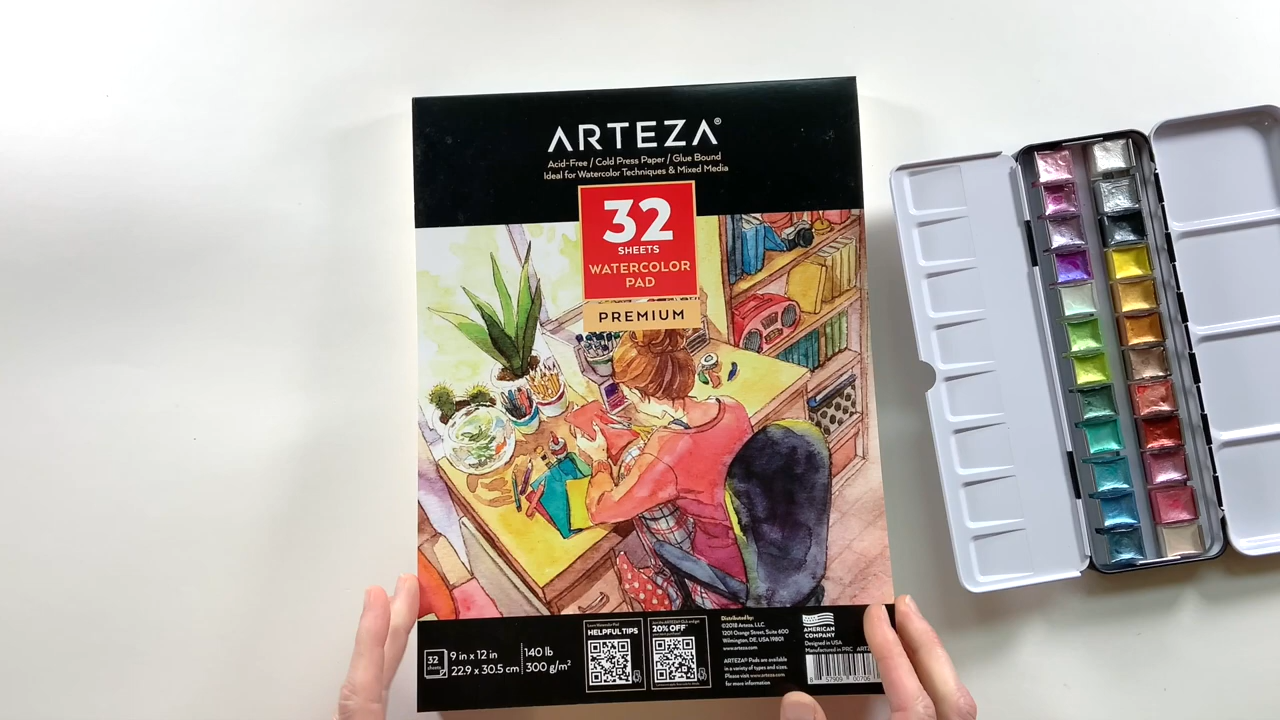 ARTEZA®
Acid-Free / Cold Press Paper / Glue Bound
Ideal for Watercolor Techniques & Mixed Media
32
SHEETS
WATERCOLOR
PAD
PREMIUM
32
sheets
9 in x 12 in
22.9 x 30.5 cm
140 lb
300 g/m²
HELPFUL TIPS
20% OFF
Distributed by:
©2018 Arteza, LLC.
1201 Orange Street, Suite 600
Wilmington, DE, USA 19801
www.arteza.com
ARTEZA® Pads are available
in a variety of types and sizes.
Please visit www.arteza.com
for more information
AMERICAN
COMPANY
Designed in USA
Manufactured in PRC
8 57909 00706